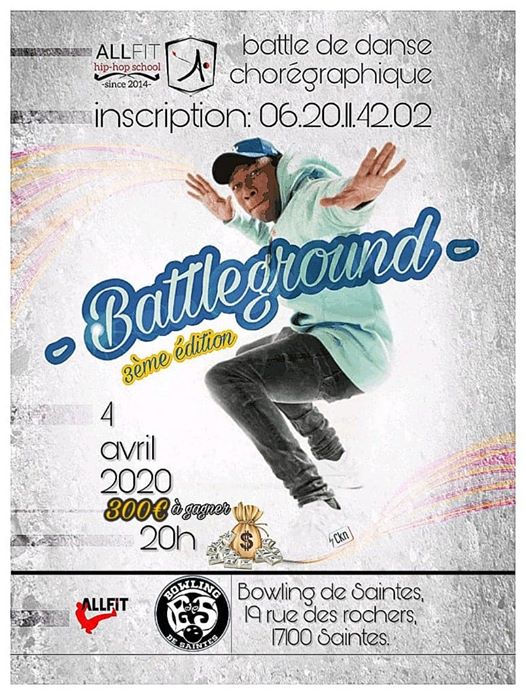 ALLFIT
hip-hop school
-since 2014-
battle de danse
chorégraphique
inscription: 06.20.11.42.02
- Battleground -
3ème édition
4
avril
2020
300€ à gagner
20h
$
ALLFIT
BOWLING
DE SAINTES
Bowling de Saintes,
19 rue des rochers,
17100 Saintes.